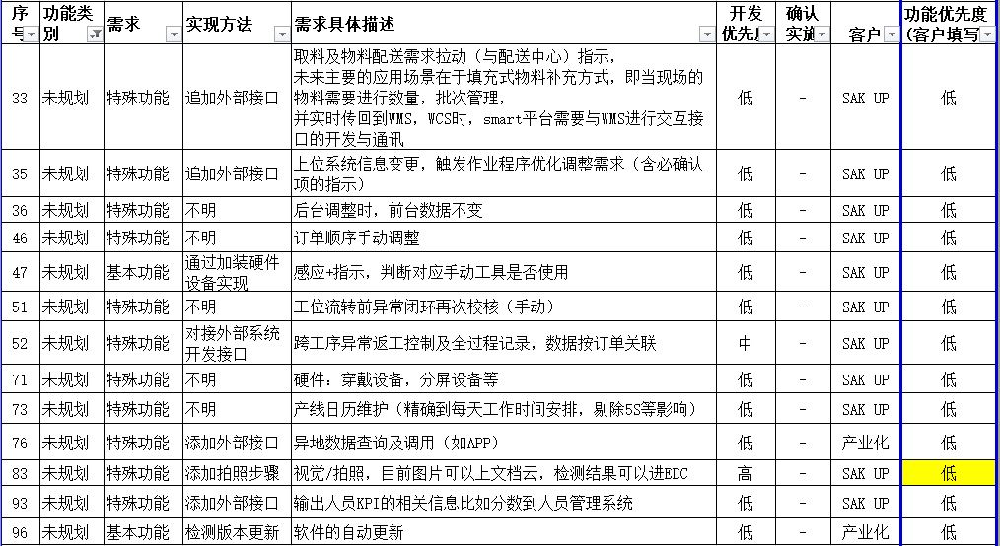 序号 功能类别 需求 实现方法 需求具体描述 开发优先度 确认实施 客户 功能优先度(客户填写
33 未规划 特殊功能 追加外部接口 取料及物料配送需求拉动（与配送中心）指示，
未来主要的应用场景在于填充式物料补充方式，即当现场的
物料需要进行数量，批次管理，
并实时传回到WMS，WCS时，smart平台需要与WMS进行交互接
口的开发与通讯 低 - SAK UP 低
35 未规划 特殊功能 追加外部接口 上位系统信息变更，触发作业程序优化调整需求（含必确认
项的指示） 低 - SAK UP 低
36 未规划 特殊功能 不明 后台调整时，前台数据不变 低 - SAK UP 低
46 未规划 特殊功能 不明 订单顺序手动调整 低 - SAK UP 低
47 未规划 基本功能 通过加装硬件
设备实现 感应+指示，判断对应手动工具是否使用 低 - SAK UP 低
51 未规划 特殊功能 不明 工位流转前异常闭环再次校核（手动） 低 - SAK UP 低
52 未规划 特殊功能 对接外部系统
开发接口 跨工序异常返工控制及全过程记录，数据按订单关联 中 - SAK UP 低
71 未规划 特殊功能 不明 硬件：穿戴设备，分屏设备等 低 - SAK UP 低
73 未规划 特殊功能 不明 产线日历维护（精确到每天工作时间安排，剔除5S等影响） 低 - SAK UP 低
76 未规划 特殊功能 添加外部接口 异地数据查询及调用（如APP） 低 - 产业化 低
83 未规划 特殊功能 添加拍照步骤 视觉/拍照，目前图片可以上文档云，检测结果可以进EDC 高 - SAK UP 低
93 未规划 特殊功能 添加外部接口 输出人员KPI的相关信息比如分数到人员管理系统 低 - SAK UP 低
96 未规划 基本功能 检测版本更新 软件的自动更新 低 - 产业化 低